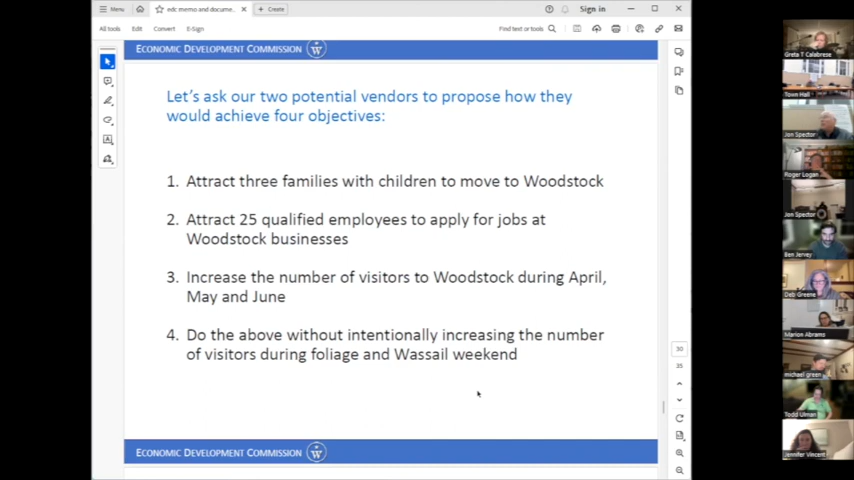 Menu
edc memo and docume...
Create
Sign in
All tools
Edit
Convert
E-Sign
Find text or tools
ECONOMIC DEVELOPMENT COMMISSION
W
Let's ask our two potential vendors to propose how they
would achieve four objectives:
1. Attract three families with children to move to Woodstock
2. Attract 25 qualified employees to apply for jobs at
Woodstock businesses
3. Increase the number of visitors to Woodstock during April,
May and June
4. Do the above without intentionally increasing the number
of visitors during foliage and Wassail weekend
ECONOMIC DEVELOPMENT COMMISSION
W
30
35
Greta T Calabrese
Town Hall
Jon Spector
Roger Logan
Jon Spector
Ben Jervey
Deb Greene
Marion Abrams
michael green
Todd Ulman
Jennifer Vincent